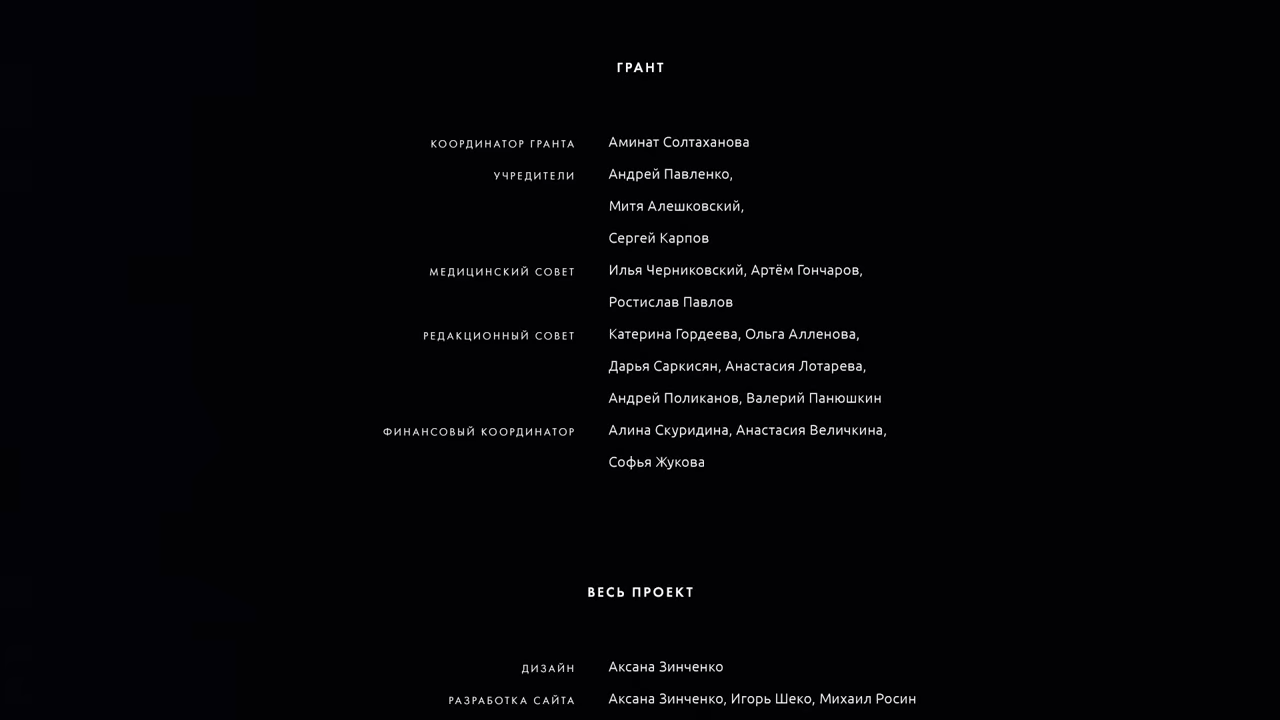 ГРАНТ
КООРДИНАТОР ГРАНТА Аминат Солтаханова
УЧРЕДИТЕЛИ Андрей Павленко,
Митя Алешковский,
Сергей Карпов
МЕДИЦИНСКИЙ СОВЕТ Илья Черниковский, Артём Гончаров,
Ростислав Павлов
РЕДАКЦИОННЫЙ СОВЕТ Катерина Гордеева, Ольга Алленова,
Дарья Саркисян, Анастасия Лотарева,
Андрей Поликанов, Валерий Панюшкин
ФИНАНСОВЫЙ КООРДИНАТОР Алина Скуридина, Анастасия Величкина,
Софья Жукова
ВЕСЬ ПРОЕКТ
ДИЗАЙН Аксана Зинченко
РАЗРАБОТКА САЙТА Аксана Зинченко, Игорь Шеко, Михаил Росин